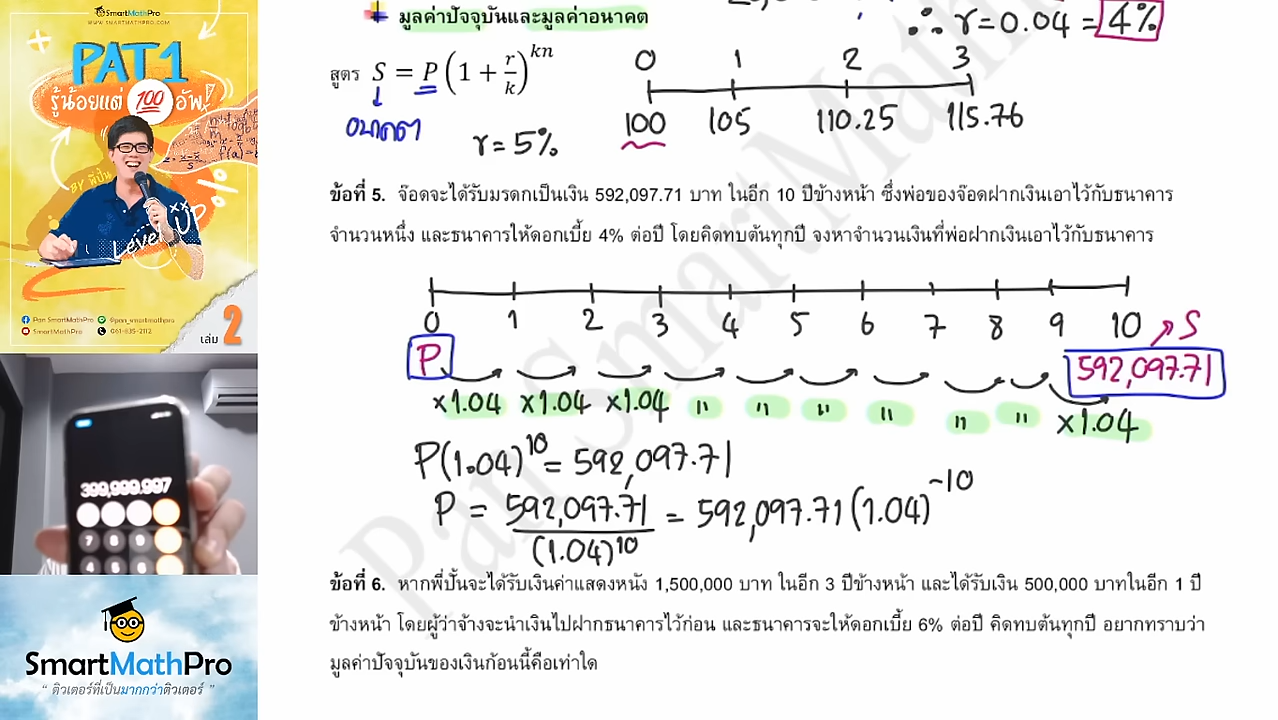 SmartMathPro
WWW.SMARTMATHPRO.COM
PAT1
รู้น้อยแต่ 100 อัพ!
BY พี่ปั้น
Level UP
Pan SmartMathPro @pan_smartmathpro
SmartMathPro 061-835-2112
เล่ม 2
399,999.997
7 8 9
4 5 6
SmartMathPro
“ ติวเตอร์ที่เป็นมากกว่าติวเตอร์ ”
มูลค่าปัจจุบันและมูลค่าอนาคต
∴ r = 0.04 = 4%
สูตร S = P(1 + r/k)^kn
อนาคต
r = 5%
0 1 2 3
100 105 110.25 115.76
ข้อที่ 5. จ๊อดจะได้รับมรดกเป็นเงิน 592,097.71 บาท ในอีก 10 ปีข้างหน้า ซึ่งพ่อของจ๊อดฝากเงินเอาไว้กับธนาคาร
จำนวนหนึ่ง และธนาคารให้ดอกเบี้ย 4% ต่อปี โดยคิดทบต้นทุกปี จงหาจำนวนเงินที่พ่อฝากเงินเอาไว้กับธนาคาร
0 1 2 3 4 5 6 7 8 9 10 S
P 592,097.71
×1.04 ×1.04 ×1.04 " " " " " " ×1.04
P(1.04)^10 = 592,097.71
P = 592,097.71/(1.04)^10 = 592,097.71(1.04)^-10
ข้อที่ 6. หากพี่ปั้นจะได้รับเงินค่าแสดงหนัง 1,500,000 บาท ในอีก 3 ปีข้างหน้า และได้รับเงิน 500,000 บาทในอีก 1 ปี
ข้างหน้า โดยผู้ว่าจ้างจะนำเงินไปฝากธนาคารไว้ก่อน และธนาคารจะให้ดอกเบี้ย 6% ต่อปี คิดทบต้นทุกปี อยากทราบว่า
มูลค่าปัจจุบันของเงินก้อนนี้คือเท่าใด
Pan SmartMathPro